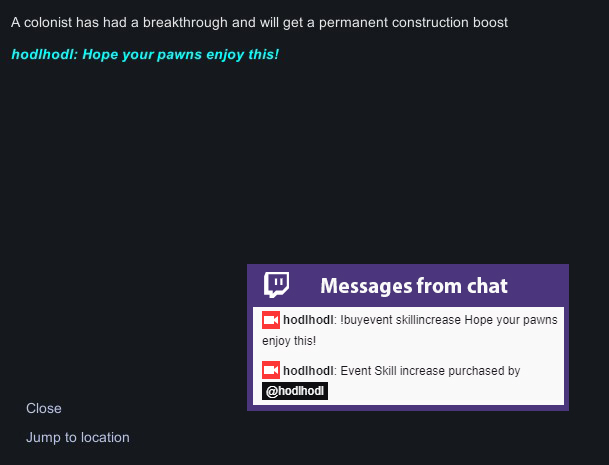 A colonist has had a breakthrough and will get a permanent construction boost
hodlhodl: Hope your pawns enjoy this!
Messages from chat
hodlhodl: !buyevent skillincrease Hope your pawns
enjoy this!
hodlhodl: Event Skill increase purchased by
@hodlhodl
Close
Jump to location